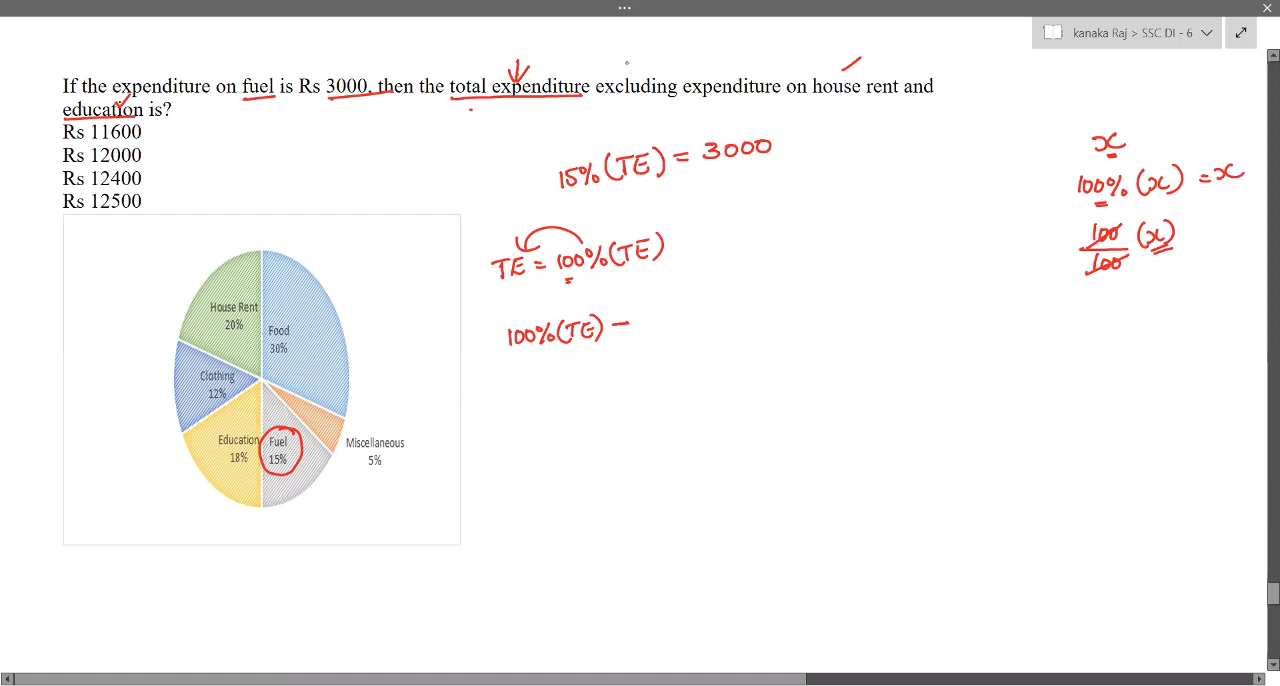 kanaka Raj > SSC DI - 6
If the expenditure on fuel is Rs 3000, then the total expenditure excluding expenditure on house rent and
education is?
Rs 11600
Rs 12000
Rs 12400
Rs 12500
15% (TE) = 3000
TE = 100% (TE)
100% (TE) –
x
100% (x) = x
100
100 (x)
House Rent
20%
Food
30%
Clothing
12%
Education
18%
Fuel
15%
Miscellaneous
5%